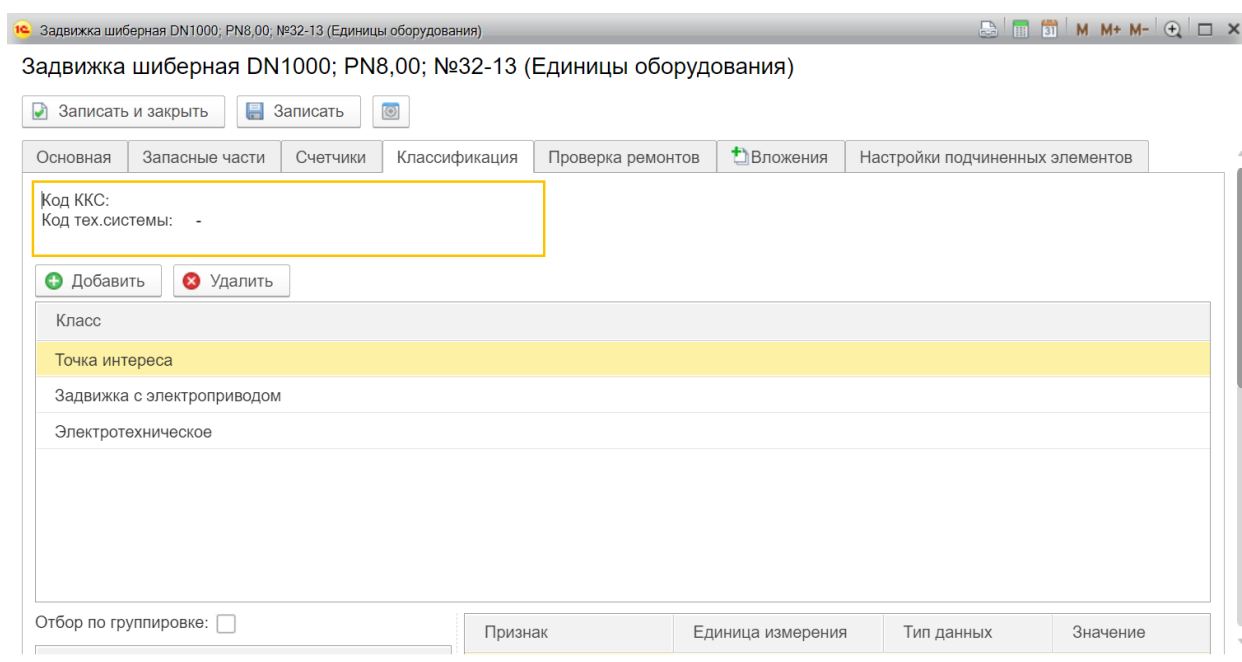 1С Задвижка шиберная DN1000; PN8,00; №32-13 (Единицы оборудования) 31 M M+ M-
Задвижка шиберная DN1000; PN8,00; №32-13 (Единицы оборудования)
Записать и закрыть Записать
Основная Запасные части Счетчики Классификация Проверка ремонтов Вложения Настройки подчиненных элементов
Код ККС:
Код тех.системы: -
Добавить Удалить
Класс
Точка интереса
Задвижка с электроприводом
Электротехническое
Отбор по группировке:
Признак Единица измерения Тип данных Значение